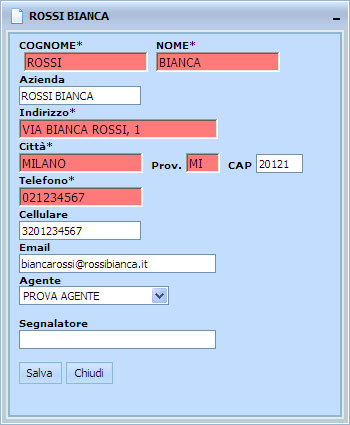 ROSSI BIANCA
COGNOME* NOME*
ROSSI BIANCA
Azienda
ROSSI BIANCA
Indirizzo*
VIA BIANCA ROSSI, 1
Città*
MILANO Prov. MI CAP 20121
Telefono*
021234567
Cellulare
3201234567
Email
biancarossi@rossibianca.it
Agente
PROVA AGENTE
Segnalatore
Salva Chiudi